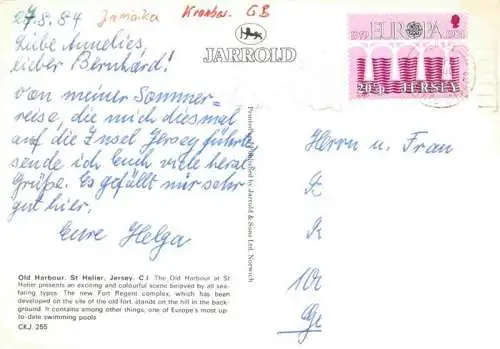 27.8.84 Jamaika Kronber. GB
Liebe Annelies,
lieber Bernhard!
von meiner Sommer=
reise, die mich diesmal
auf die Insel Jersey führte
sende ich Euch viele herzl.
Grüße. Es gefällt mir sehr
gut hier.
Eure Helga
Old Harbour. St Helier, Jersey. C.I. The Old Harbour at St
Helier presents an exciting and colourful scene beloved by all sea-
faring types. The new Fort Regent complex, which has been
developed on the site of the old fort, stands on the hill in the back-
ground. It contains among other things, one of Europe's most up
-to-date swimming pools
CKJ. 255
JARROLD
Printed and Published by Jarrold & Sons Ltd, Norwich
EUROPA
20½p JERSEY
Herrn u. Frau